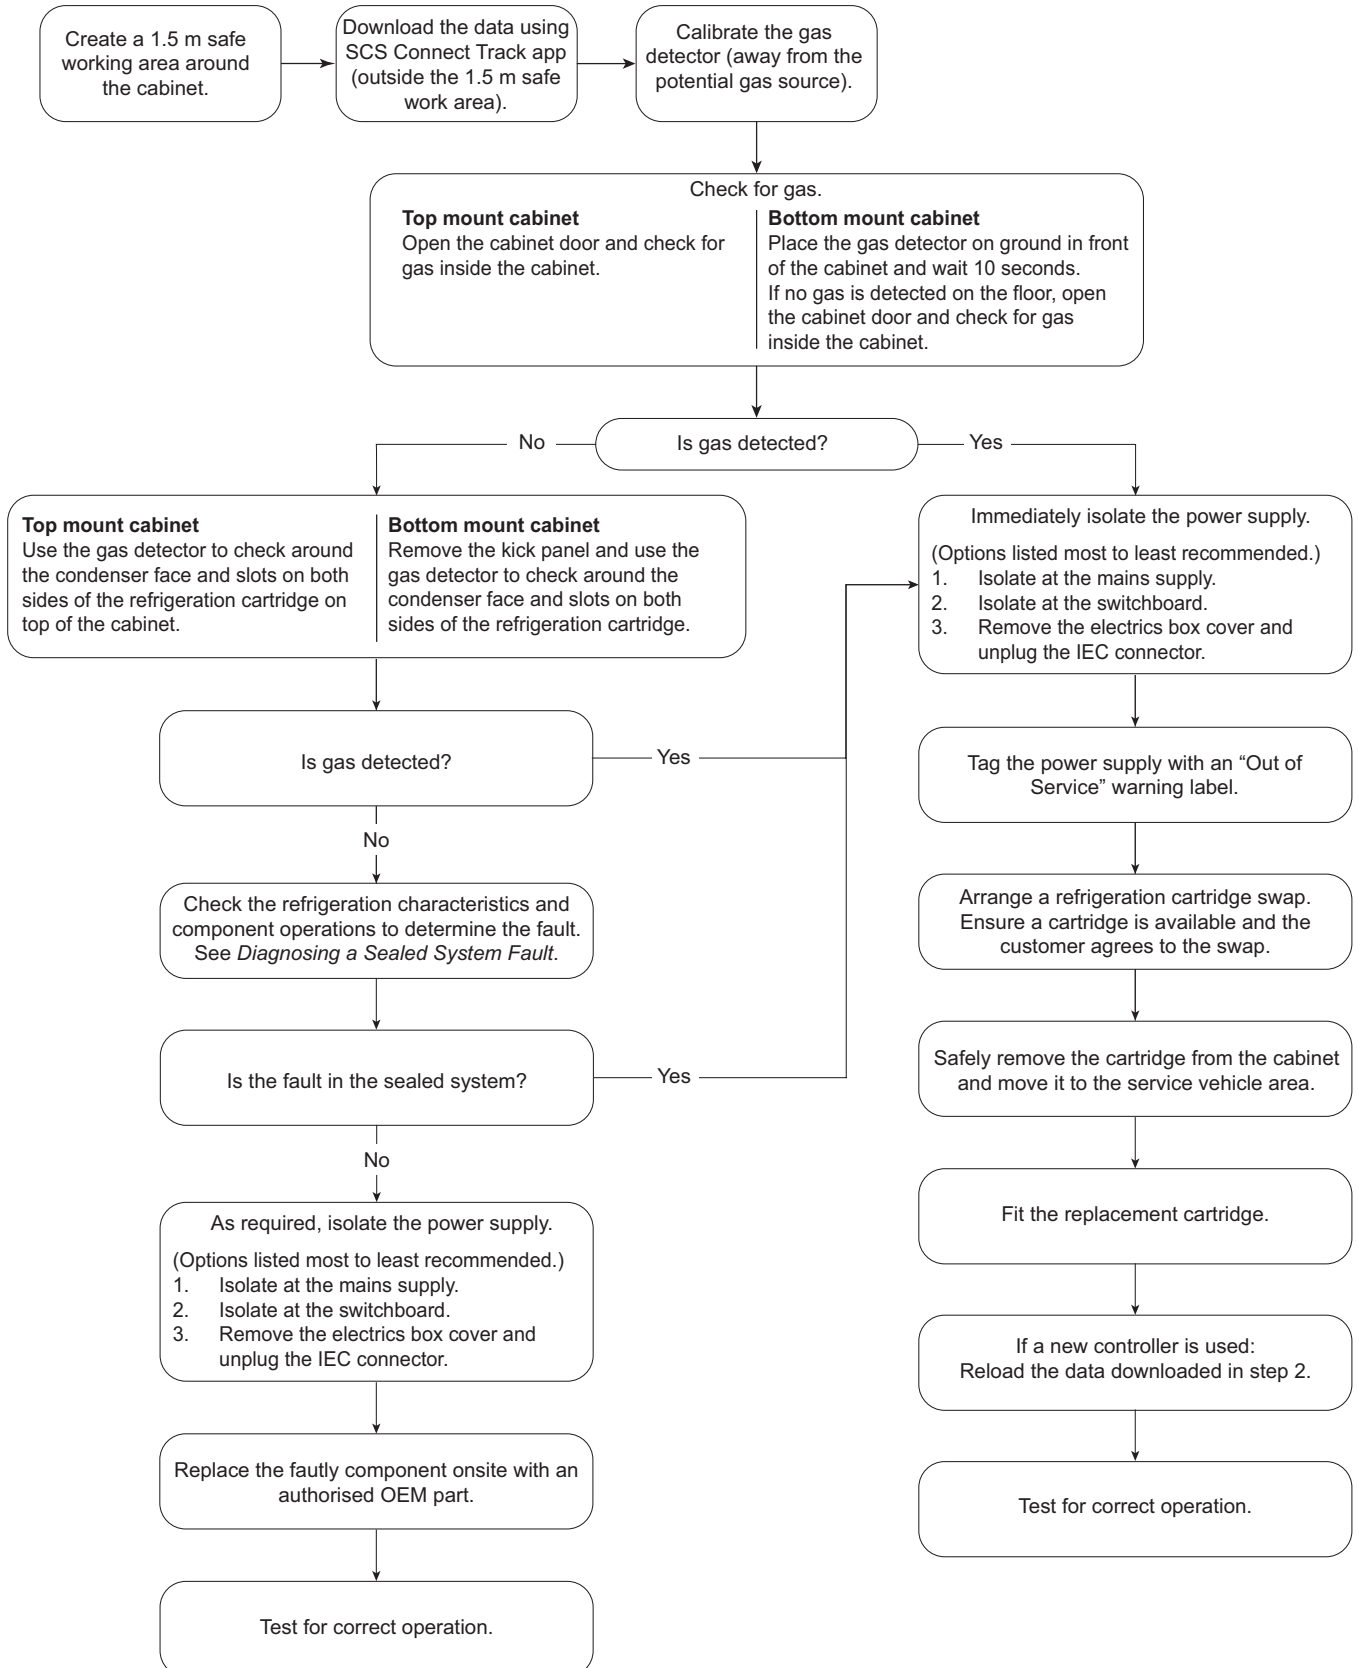 Create a 1.5 m safe
working area around
the cabinet.
Download the data using
SCS Connect Track app
(outside the 1.5 m safe
work area).
Calibrate the gas
detector (away from the
potential gas source).
Check for gas.
Top mount cabinet
Open the cabinet door and check for
gas inside the cabinet.
Bottom mount cabinet
Place the gas detector on ground in front
of the cabinet and wait 10 seconds.
If no gas is detected on the floor, open
the cabinet door and check for gas
inside the cabinet.
Is gas detected?
No
Yes
Top mount cabinet
Use the gas detector to check around
the condenser face and slots on both
sides of the refrigeration cartridge on
top of the cabinet.
Bottom mount cabinet
Remove the kick panel and use the
gas detector to check around the
condenser face and slots on both
sides of the refrigeration cartridge.
Is gas detected?
Yes
No
Check the refrigeration characteristics and
component operations to determine the fault.
See Diagnosing a Sealed System Fault.
Is the fault in the sealed system?
Yes
No
As required, isolate the power supply.
(Options listed most to least recommended.)
1. Isolate at the mains supply.
2. Isolate at the switchboard.
3. Remove the electrics box cover and
unplug the IEC connector.
Replace the fautly component onsite with an
authorised OEM part.
Test for correct operation.
Immediately isolate the power supply.
(Options listed most to least recommended.)
1. Isolate at the mains supply.
2. Isolate at the switchboard.
3. Remove the electrics box cover and
unplug the IEC connector.
Tag the power supply with an “Out of
Service” warning label.
Arrange a refrigeration cartridge swap.
Ensure a cartridge is available and the
customer agrees to the swap.
Safely remove the cartridge from the cabinet
and move it to the service vehicle area.
Fit the replacement cartridge.
If a new controller is used:
Reload the data downloaded in step 2.
Test for correct operation.